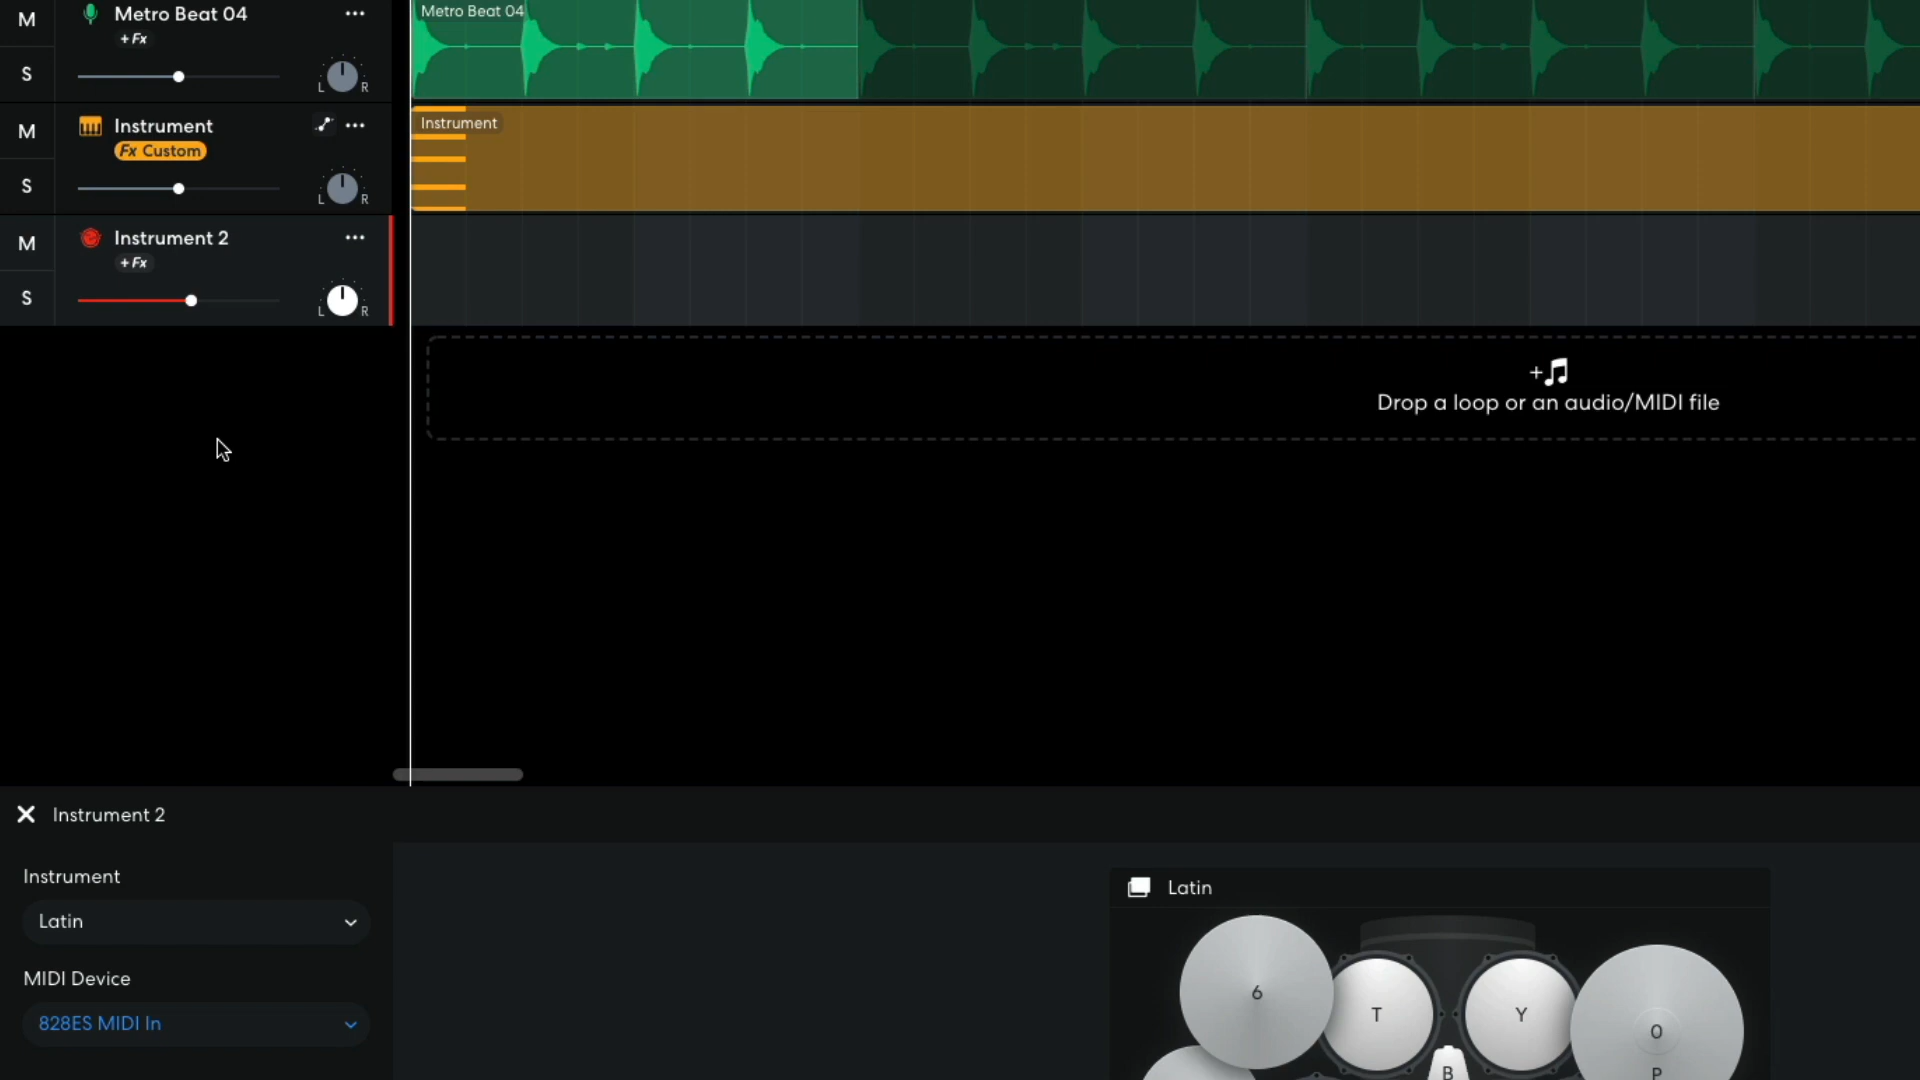 M
Metro Beat 04
+Fx
S
L R
Metro Beat 04
M
Instrument
Fx Custom
S
L R
Instrument
M
Instrument 2
+Fx
S
L R
Drop a loop or an audio/MIDI file
Instrument 2
Instrument
Latin
MIDI Device
828ES MIDI In
Latin
6
T
Y
O
B
P